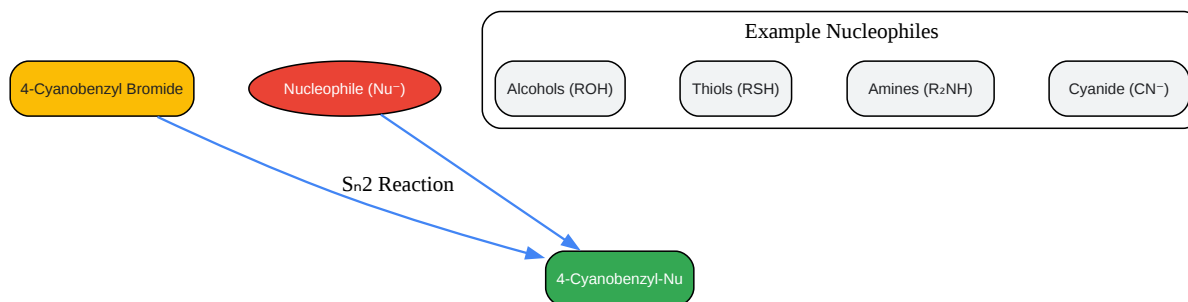 Example Nucleophiles
4-Cyanobenzyl Bromide
Nucleophile (Nu⁻)
Alcohols (ROH)
Thiols (RSH)
Amines (R₂NH)
Cyanide (CN⁻)
Sₙ2 Reaction
4-Cyanobenzyl-Nu